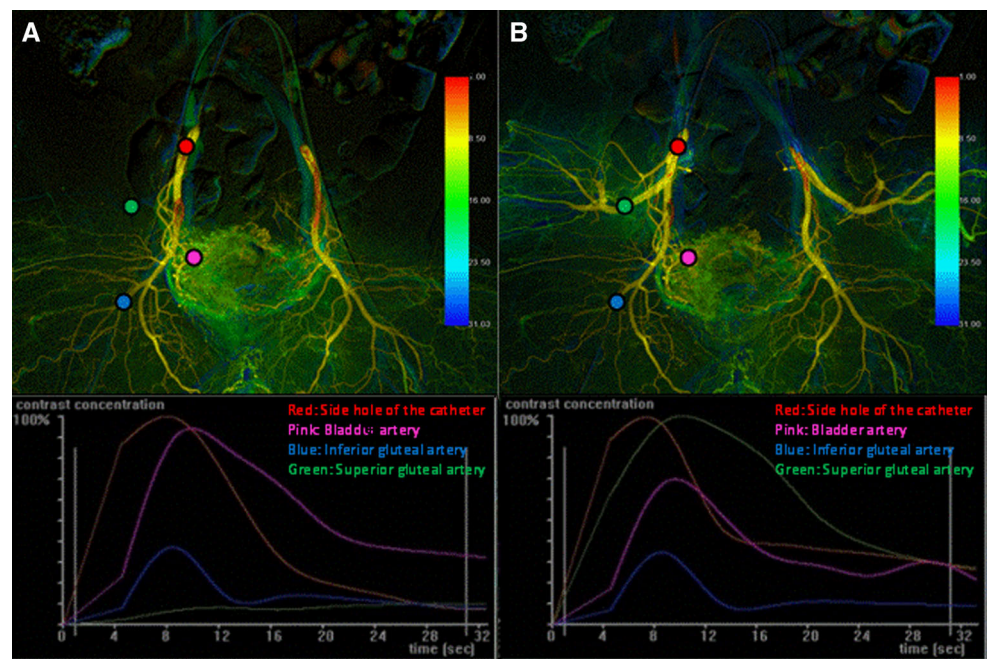 A
B
1.00
8.50
16.00
23.50
31.00
1.00
8.50
16.00
23.50
31.00
contrast concentration
100%
Red: Side hole of the catheter
Pink: Bladder artery
Blue: Inferior gluteal artery
Green: Superior gluteal artery
0 4 8 12 16 20 24 28 32
time [sec]
contrast concentration
100%
Red: Side hole of the catheter
Pink: Bladder artery
Blue: Inferior gluteal artery
Green: Superior gluteal artery
0 4 8 12 16 20 24 28 32
time [sec]